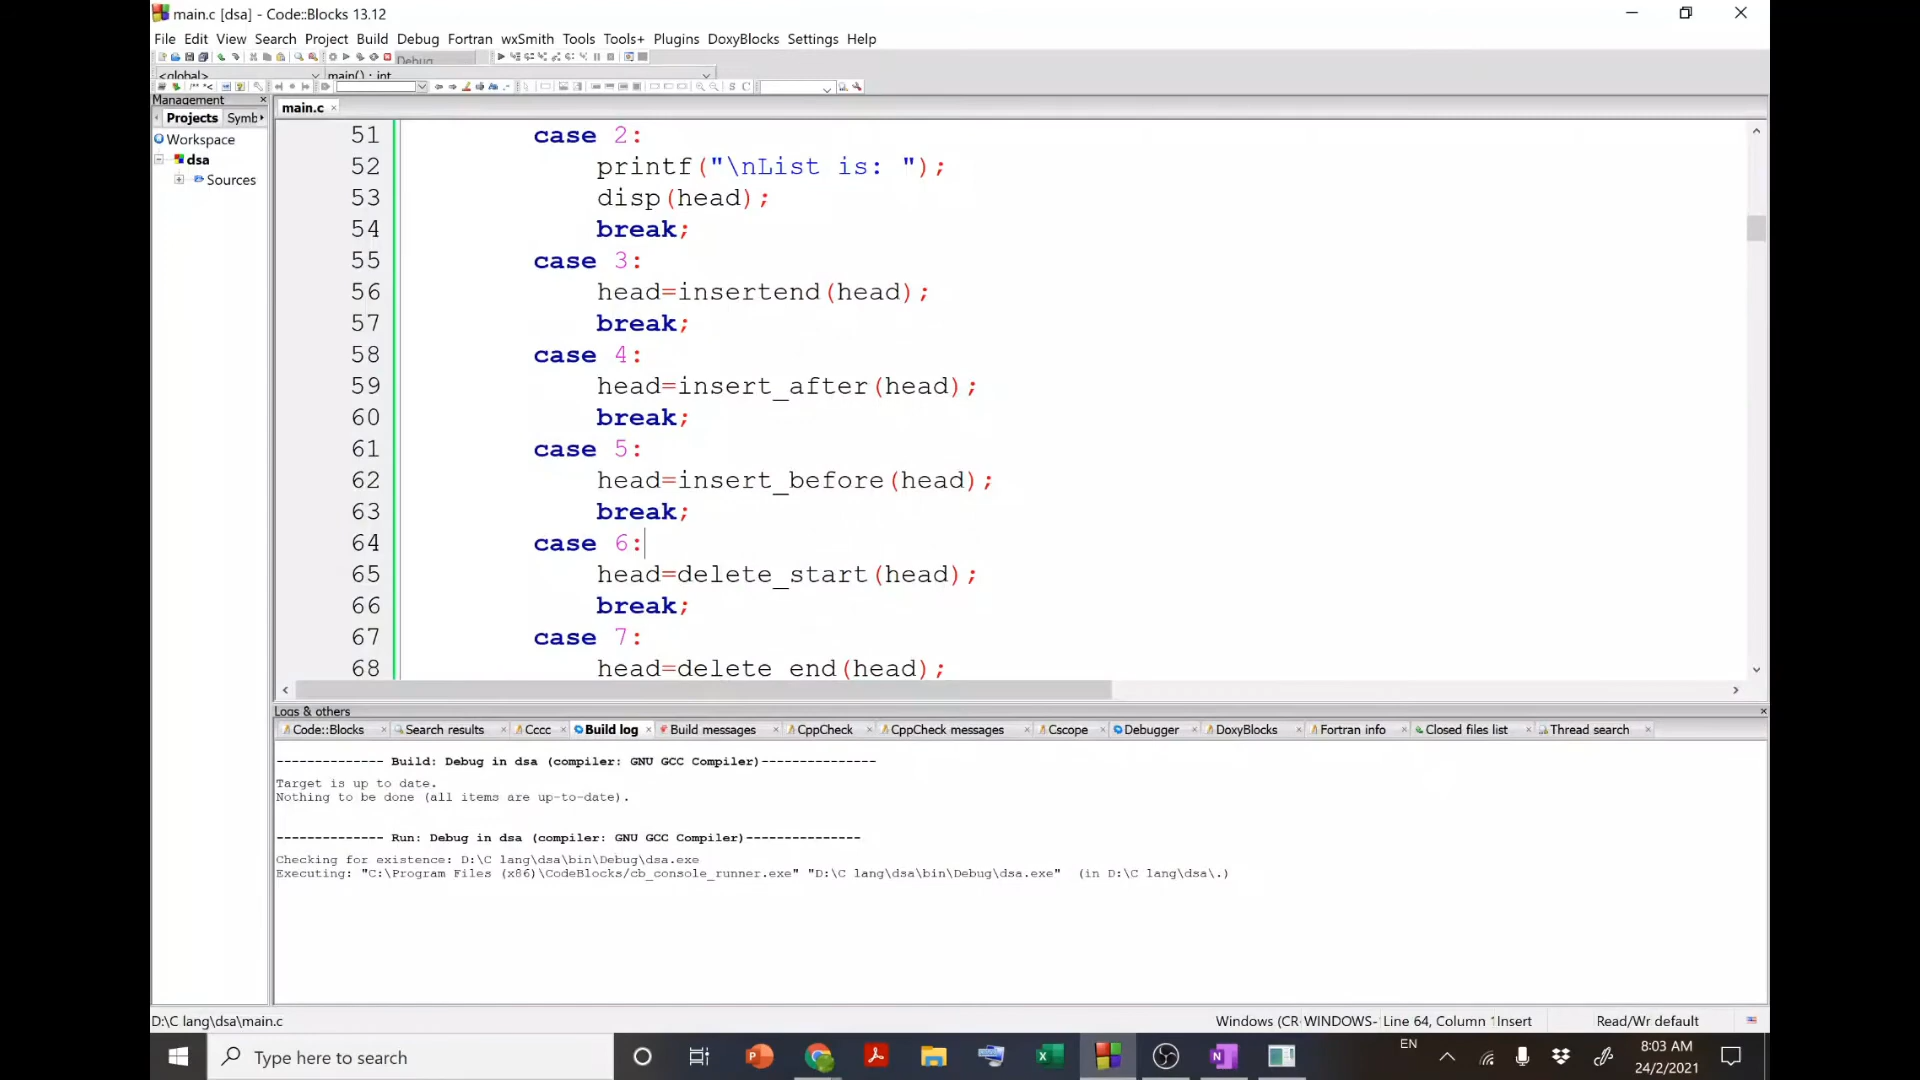 main.c [dsa] - Code::Blocks 13.12
File Edit View Search Project Build Debug Fortran wxSmith Tools Tools+ Plugins DoxyBlocks Settings Help
Debug
<global> main() : int
S C
Management
Projects Symb
Workspace
dsa
Sources
main.c
51 case 2:
52 printf("\nList is: ");
53 disp(head);
54 break;
55 case 3:
56 head=insertend(head);
57 break;
58 case 4:
59 head=insert_after(head);
60 break;
61 case 5:
62 head=insert_before(head);
63 break;
64 case 6:
65 head=delete_start(head);
66 break;
67 case 7:
68 head=delete_end(head);
Logs & others
Code::Blocks Search results Cccc Build log Build messages CppCheck CppCheck messages Cscope Debugger DoxyBlocks Fortran info Closed files list Thread search
-------------- Build: Debug in dsa (compiler: GNU GCC Compiler)---------------
Target is up to date.
Nothing to be done (all items are up-to-date).
-------------- Run: Debug in dsa (compiler: GNU GCC Compiler)---------------
Checking for existence: D:\C lang\dsa\bin\Debug\dsa.exe
Executing: "C:\Program Files (x86)\CodeBlocks/cb_console_runner.exe" "D:\C lang\dsa\bin\Debug\dsa.exe" (in D:\C lang\dsa\.)
D:\C lang\dsa\main.c Windows (CR WINDOWS- Line 64, Column 1 Insert Read/Wr default
Type here to search
EN
8:03 AM
24/2/2021